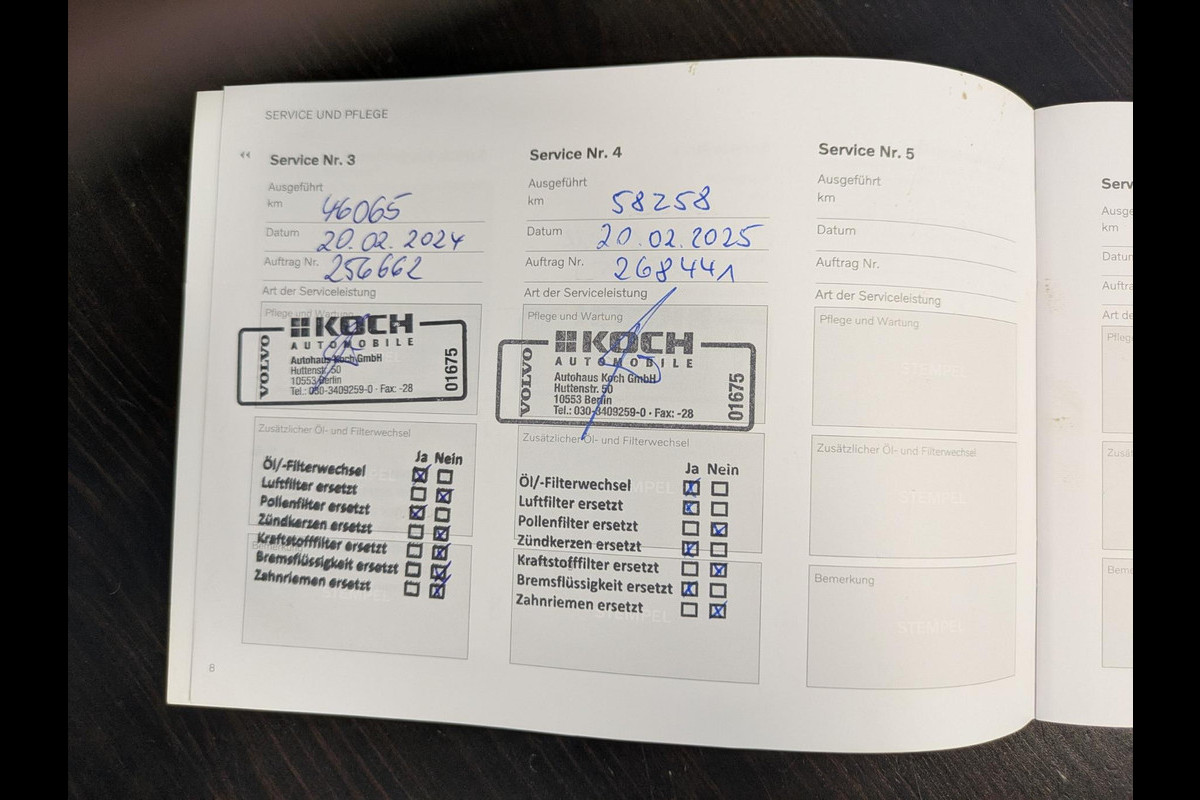 SERVICE UND PFLEGE
Service Nr. 3
Ausgeführt
km 46065
Datum 20.02.2024
Auftrag Nr. 256662
Art der Serviceleistung
Pflege und Wartung
KOCH
AUTOMOBILE
VOLVO
Autohaus Koch GmbH
Huttenstr. 50
10553 Berlin
Tel.: 030-3409259-0 · Fax: -28
01675
Zusätzlicher Öl- und Filterwechsel
Ja Nein
Öl/-Filterwechsel
Luftfilter ersetzt
Pollenfilter ersetzt
Zündkerzen ersetzt
Kraftstofffilter ersetzt
Bremsflüssigkeit ersetzt
Zahnriemen ersetzt
STEMPEL
8
Service Nr. 4
Ausgeführt
km 58258
Datum 20.02.2025
Auftrag Nr. 268441
Art der Serviceleistung
Pflege und Wartung
KOCH
AUTOMOBILE
VOLVO
Autohaus Koch GmbH
Huttenstr. 50
10553 Berlin
Tel.: 030-3409259-0 · Fax: -28
01675
Zusätzlicher Öl- und Filterwechsel
Ja Nein
Öl/-Filterwechsel
Luftfilter ersetzt
Pollenfilter ersetzt
Zündkerzen ersetzt
Kraftstofffilter ersetzt
Bremsflüssigkeit ersetzt
Zahnriemen ersetzt
STEMPEL
Service Nr. 5
Ausgeführt
km
Datum
Auftrag Nr.
Art der Serviceleistung
Pflege und Wartung
STEMPEL
Zusätzlicher Öl- und Filterwechsel
STEMPEL
Bemerkung
STEMPEL
km